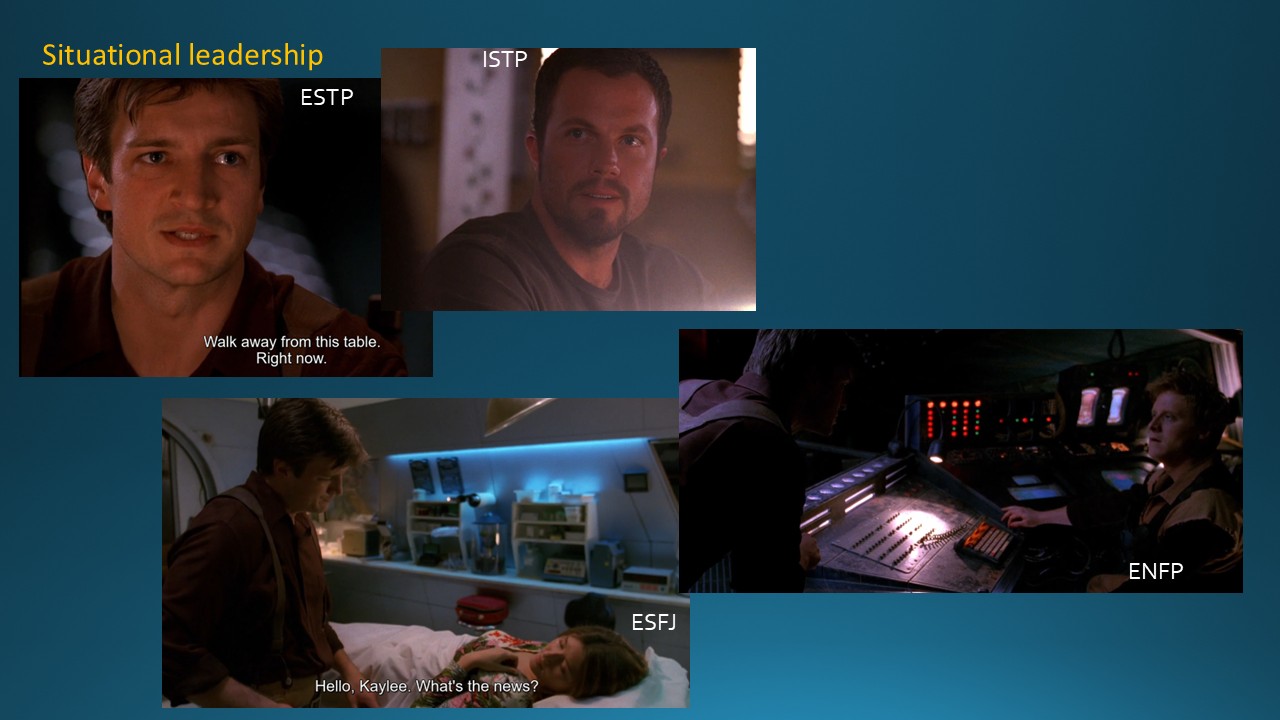 Situational leadership
ESTP
ISTP
Walk away from this table.
Right now.
ENFP
ESFJ
Hello, Kaylee. What's the news?